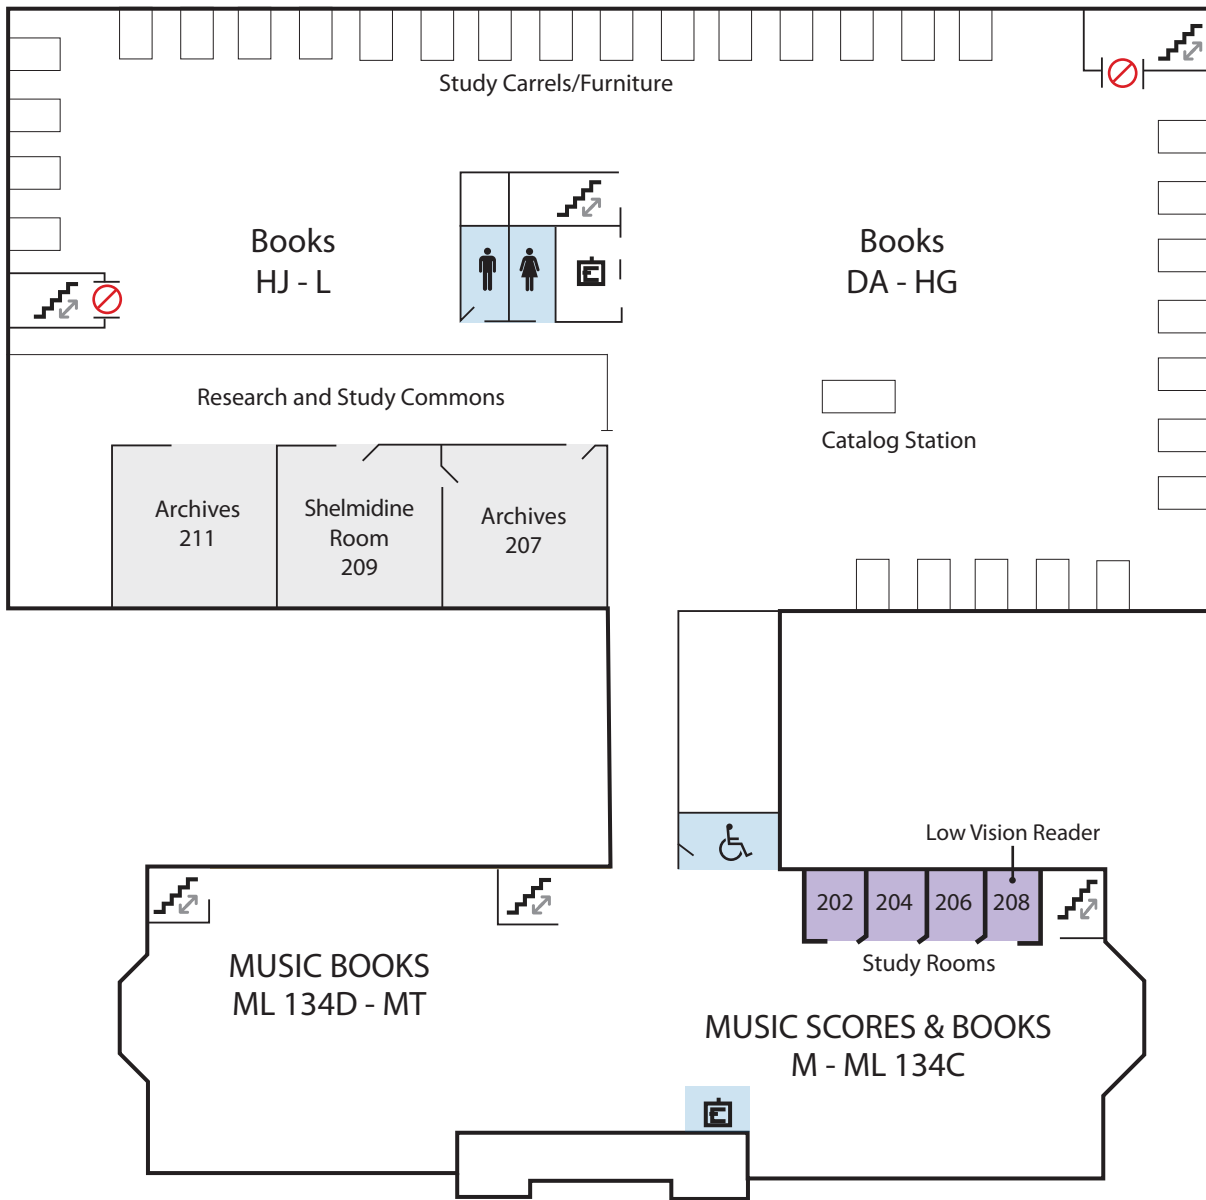 Study Carrels/Furniture
Books
HJ - L
Books
DA - HG
Research and Study Commons
Catalog Station
Archives
211
Shelmidine
Room
209
Archives
207
Low Vision Reader
202
204
206
208
Study Rooms
MUSIC BOOKS
ML 134D - MT
MUSIC SCORES & BOOKS
M - ML 134C